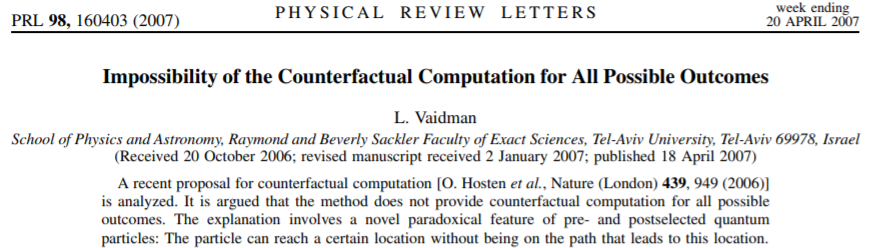 PRL 98, 160403 (2007)
PHYSICAL REVIEW LETTERS
week ending
20 APRIL 2007
Impossibility of the Counterfactual Computation for All Possible Outcomes
L. Vaidman
School of Physics and Astronomy, Raymond and Beverly Sackler Faculty of Exact Sciences, Tel-Aviv University, Tel-Aviv 69978, Israel
(Received 20 October 2006; revised manuscript received 2 January 2007; published 18 April 2007)
A recent proposal for counterfactual computation [O. Hosten et al., Nature (London) 439, 949 (2006)]
is analyzed. It is argued that the method does not provide counterfactual computation for all possible
outcomes. The explanation involves a novel paradoxical feature of pre- and postselected quantum
particles: The particle can reach a certain location without being on the path that leads to this location.